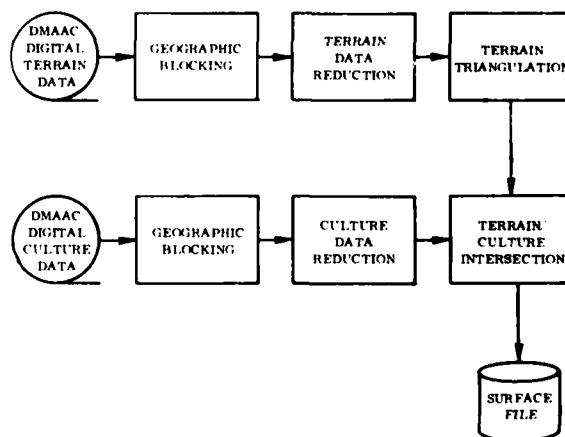 DMAAC
DIGITAL
TERRAIN
DATA
GEOGRAPHIC
BLOCKING
TERRAIN
DATA
REDUCTION
TERRAIN
TRIANGULATION
DMAAC
DIGITAL
CULTURE
DATA
GEOGRAPHIC
BLOCKING
CULTURE
DATA
REDUCTION
TERRAIN/
CULTURE
INTERSECTION
SURFACE
FILE